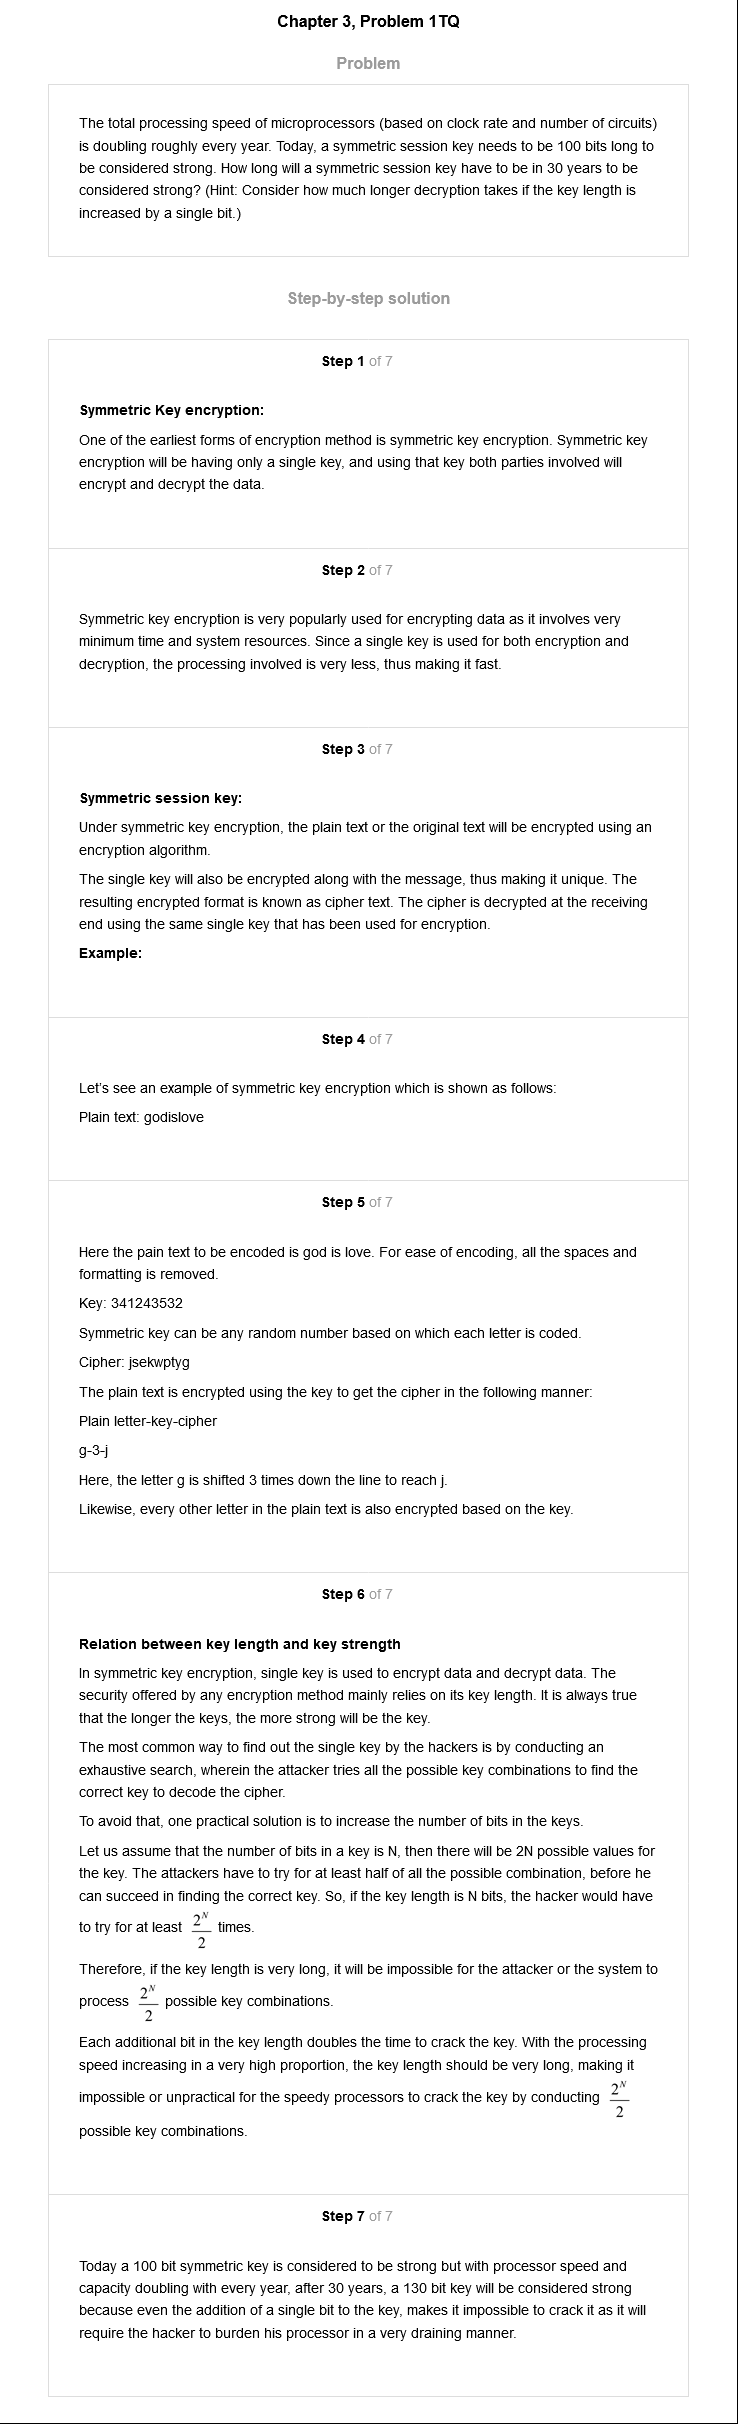 Chapter 3, Problem 1TQ
Problem
The total processing speed of microprocessors (based on clock rate and number of circuits)
is doubling roughly every year. Today, a symmetric session key needs to be 100 bits long to
be considered strong. How long will a symmetric session key have to be in 30 years to be
considered strong? (Hint: Consider how much longer decryption takes if the key length is
increased by a single bit.)
Step-by-step solution
Step 1 of 7
Symmetric Key encryption:
One of the earliest forms of encryption method is symmetric key encryption. Symmetric key
encryption will be having only a single key, and using that key both parties involved will
encrypt and decrypt the data.
Step 2 of 7
Symmetric key encryption is very popularly used for encrypting data as it involves very
minimum time and system resources. Since a single key is used for both encryption and
decryption, the processing involved is very less, thus making it fast.
Step 3 of 7
Symmetric session key:
Under symmetric key encryption, the plain text or the original text will be encrypted using an
encryption algorithm.
The single key will also be encrypted along with the message, thus making it unique. The
resulting encrypted format is known as cipher text. The cipher is decrypted at the receiving
end using the same single key that has been used for encryption.
Example:
Step 4 of 7
Let's see an example of symmetric key encryption which is shown as follows:
Plain text: godislove
Step 5 of 7
Here the pain text to be encoded is god is love. For ease of encoding, all the spaces and
formatting is removed.
Key: 341243532
Symmetric key can be any random number based on which each letter is coded.
Cipher: jsekwptyg
The plain text is encrypted using the key to get the cipher in the following manner:
Plain letter-key-cipher
g-3-j
Here, the letter g is shifted 3 times down the line to reach j.
Likewise, every other letter in the plain text is also encrypted based on the key.
Step 6 of 7
Relation between key length and key strength
In symmetric key encryption, single key is used to encrypt data and decrypt data. The
security offered by any encryption method mainly relies on its key length. It is always true
that the longer the keys, the more strong will be the key.
The most common way to find out the single key by the hackers is by conducting an
exhaustive search, wherein the attacker tries all the possible key combinations to find the
correct key to decode the cipher.
To avoid that, one practical solution is to increase the number of bits in the keys.
Let us assume that the number of bits in a key is N, then there will be 2N possible values for
the key. The attackers have to try for at least half of all the possible combination, before he
can succeed in finding the correct key. So, if the key length is N bits, the hacker would have
to try for at least 2^N/2 times.
Therefore, if the key length is very long, it will be impossible for the attacker or the system to
process 2^N/2 possible key combinations.
Each additional bit in the key length doubles the time to crack the key. With the processing
speed increasing in a very high proportion, the key length should be very long, making it
impossible or unpractical for the speedy processors to crack the key by conducting 2^N/2
possible key combinations.
Step 7 of 7
Today a 100 bit symmetric key is considered to be strong but with processor speed and
capacity doubling with every year, after 30 years, a 130 bit key will be considered strong
because even the addition of a single bit to the key, makes it impossible to crack it as it will
require the hacker to burden his processor in a very draining manner.